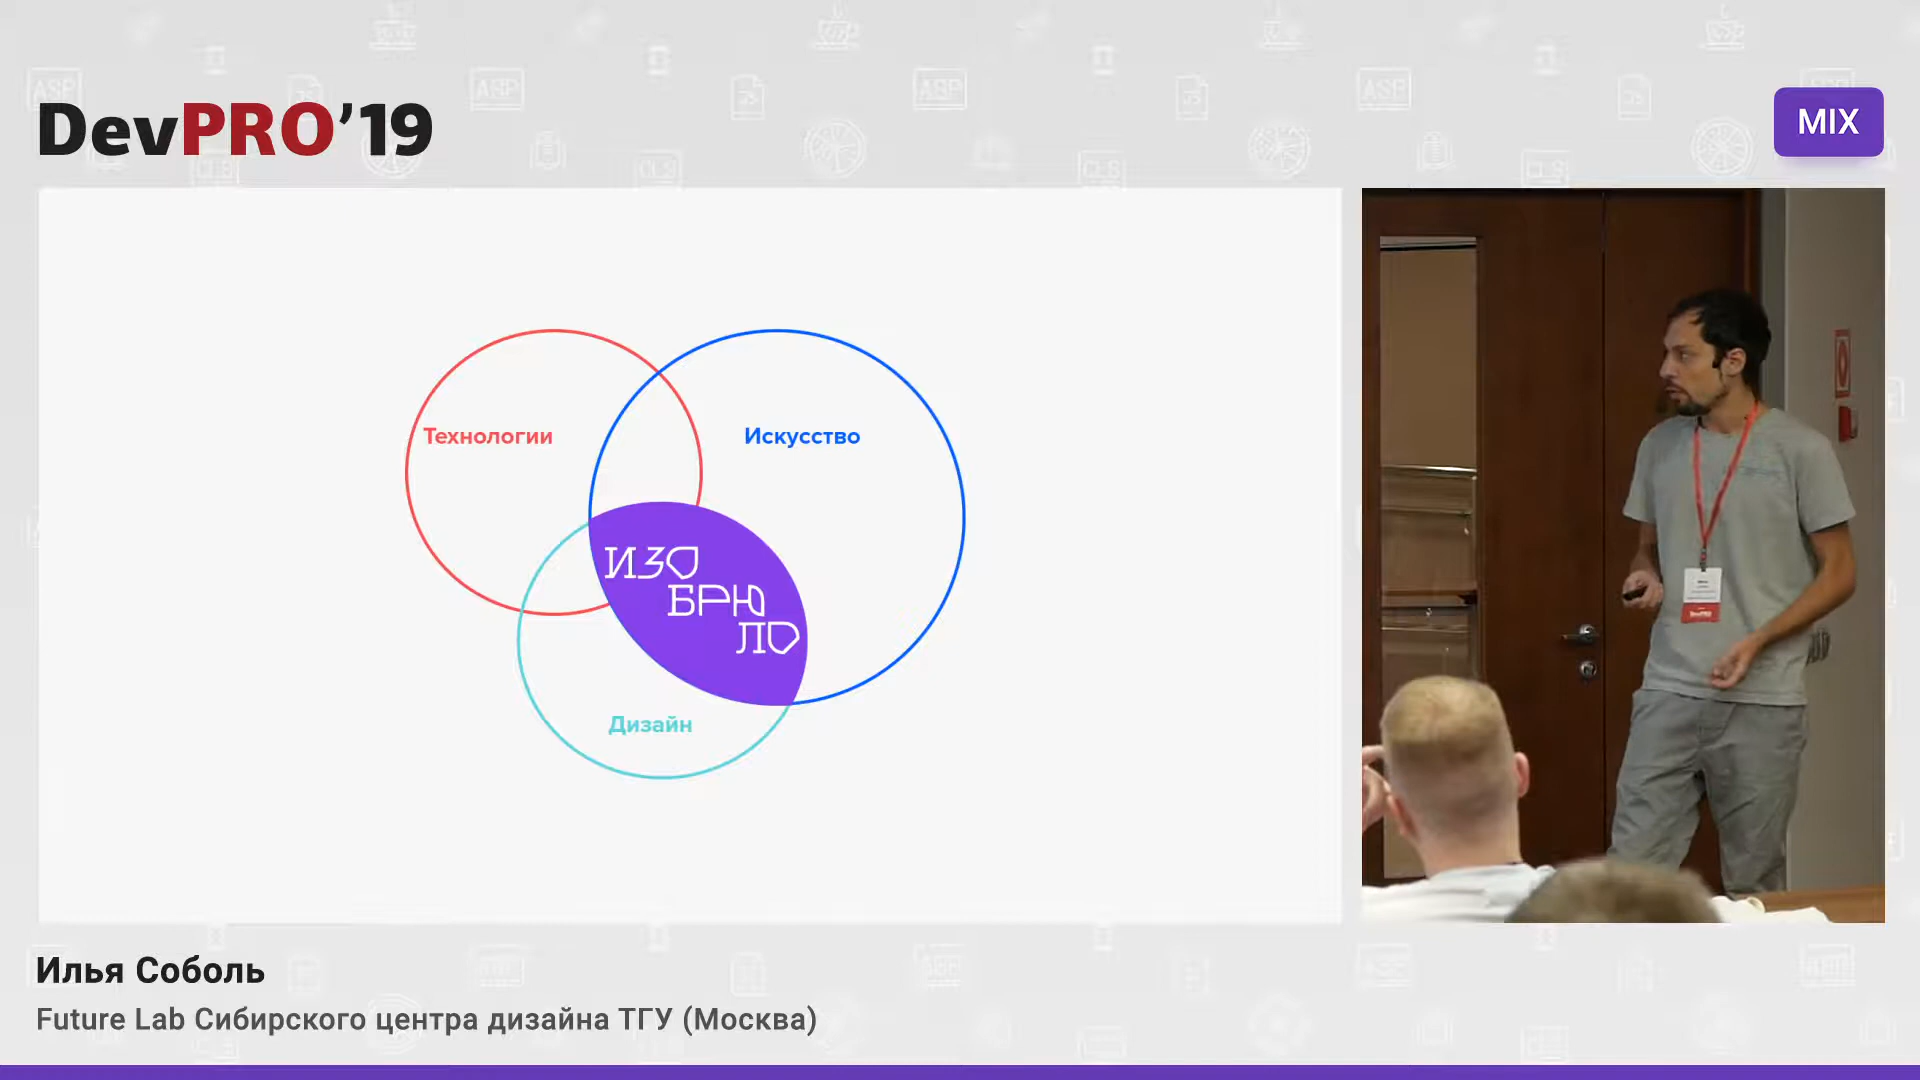 DevPRO’19
MIX
Технологии
Искусство
ИЗО
БРЮ
ЛО
Дизайн
Илья Соболь
Future Lab Сибирского центра дизайна ТГУ (Москва)